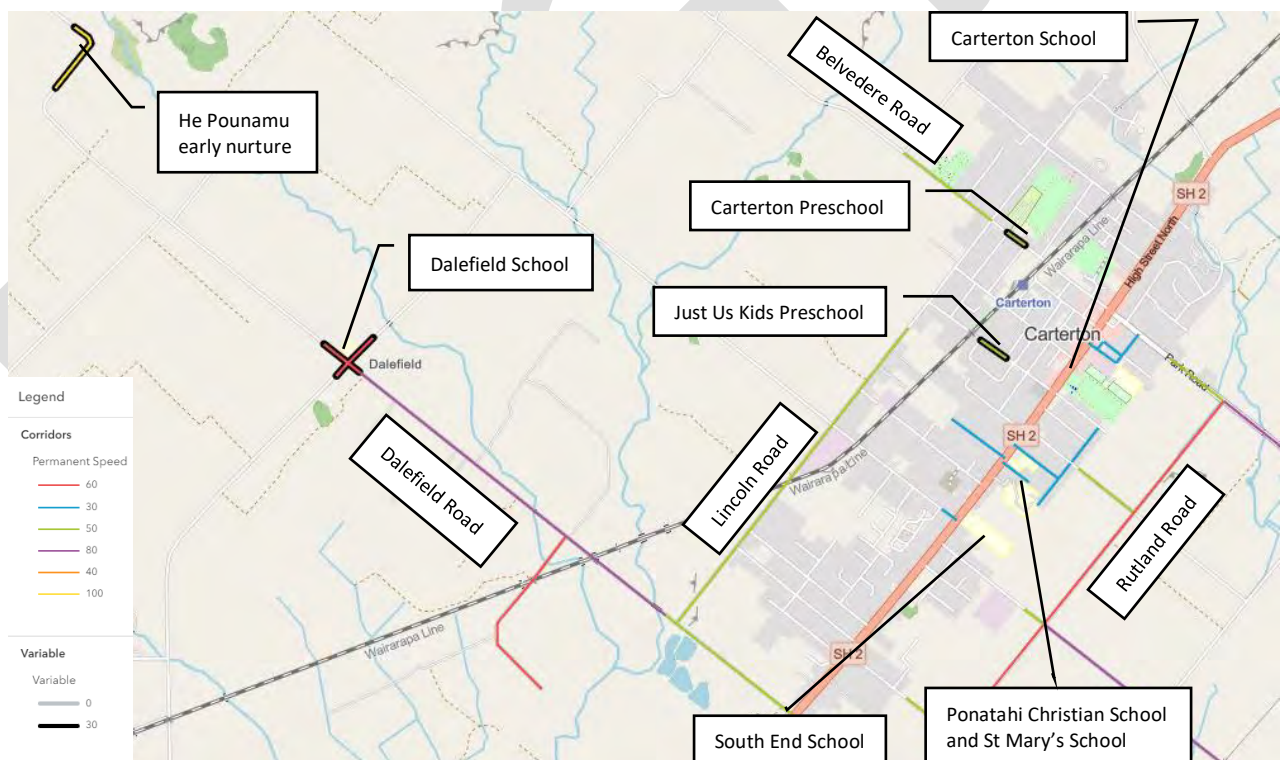 Carterton School
Belvedere Road
He Pounamu
early nurture
SH 2
Carterton Preschool
Wairarapa Line
High Street North
Dalefield School
Carterton
Just Us Kids Preschool
Carterton
Dalefield
Park Road
Legend
Corridors
Permanent Speed
60
30
50
80
40
100
Variable
Variable
0
30
SH 2
Lincoln Road
Wairarapa Line
Dalefield Road
Rutland Road
Wairarapa Line
SH 2
South End School
Ponatahi Christian School
and St Mary’s School